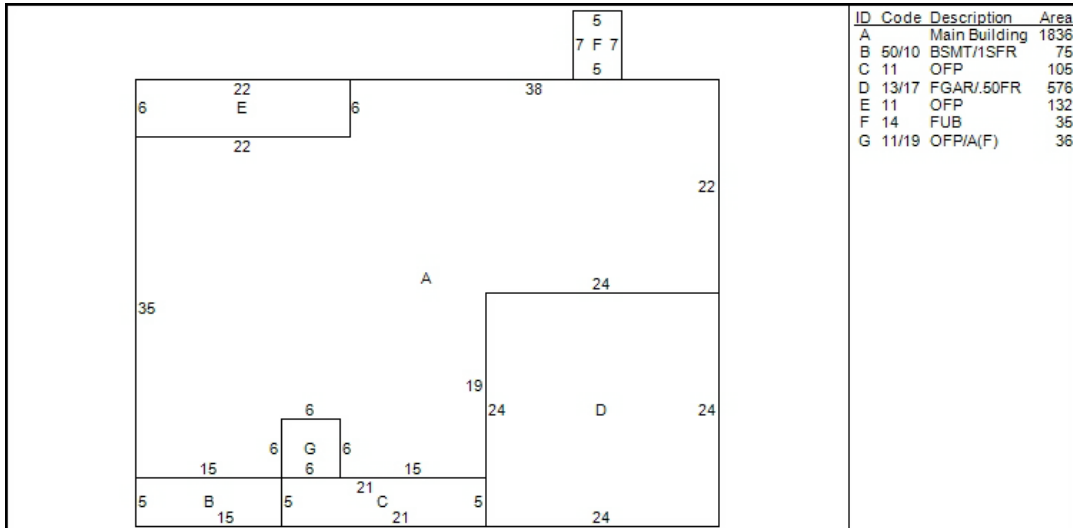 5
7 F 7
5
22 38
6 E 6
22
22
A
24
35
19
24 D 24
6
6 G 6
15 6 15
21
5 B 5 C 5
15 21 24
ID Code Description Area
A Main Building 1836
B 50/10 BSMT/1SFR 75
C 11 OFP 105
D 13/17 FGAR/.50FR 576
E 11 OFP 132
F 14 FUB 35
G 11/19 OFP/A(F) 36